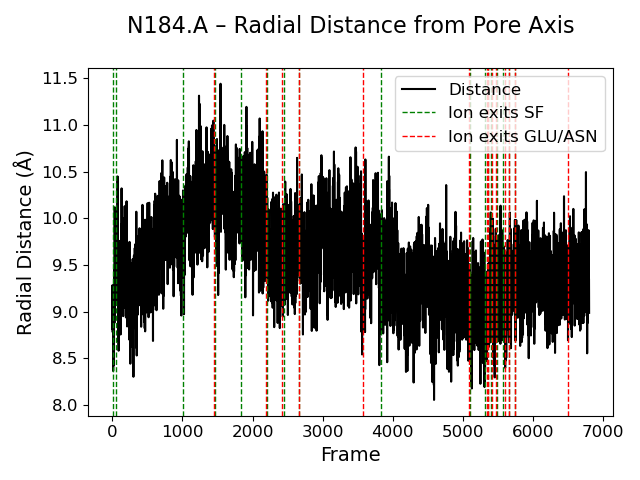 N184.A – Radial Distance from Pore Axis
Radial Distance (Å)
11.5
11.0
10.5
10.0
9.5
9.0
8.5
8.0
Distance
Ion exits SF
Ion exits GLU/ASN
0 1000 2000 3000 4000 5000 6000 7000
Frame